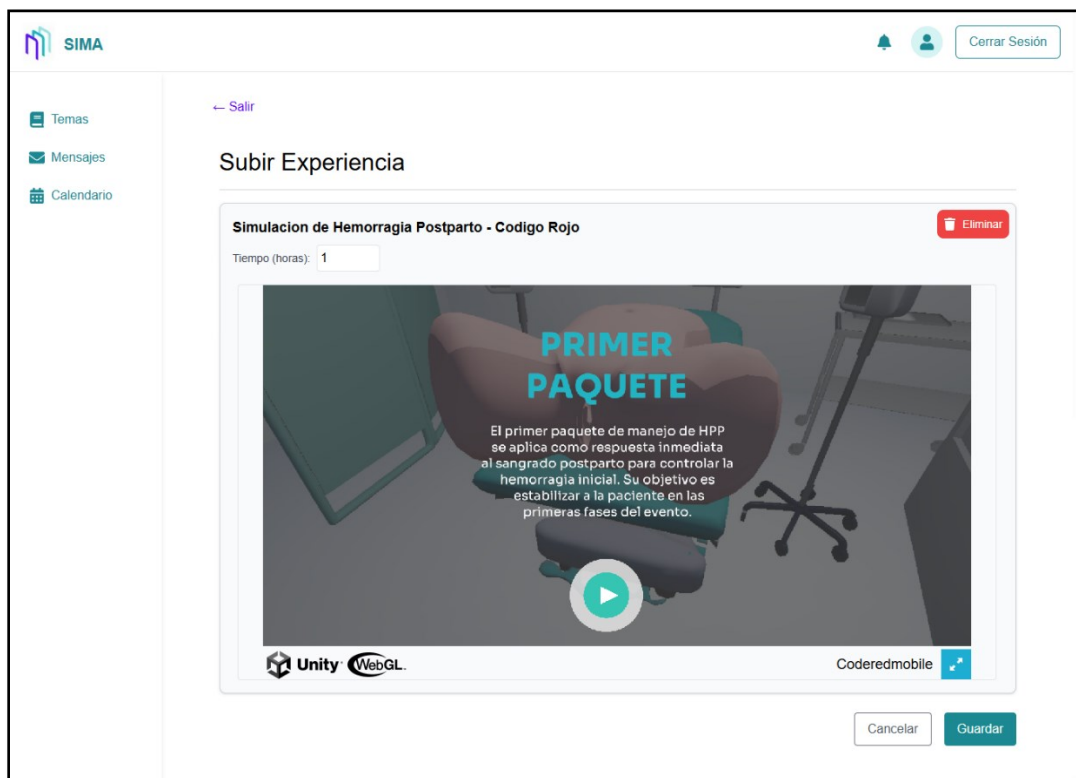 SIMA
Cerrar Sesión
Temas
Mensajes
Calendario
← Salir
Subir Experiencia
Simulacion de Hemorragia Postparto - Codigo Rojo
Eliminar
Tiempo (horas): 1
PRIMER
PAQUETE
El primer paquete de manejo de HPP
se aplica como respuesta inmediata
al sangrado postparto para controlar la
hemorragia inicial. Su objetivo es
estabilizar a la paciente en las
primeras fases del evento.
Unity WebGL.
Coderedmobile
Cancelar
Guardar